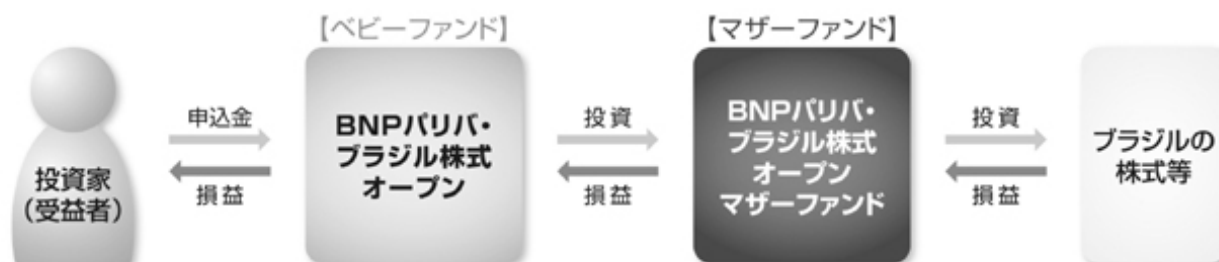 【ベビーファンド】
【マザーファンド】
投資家
（受益者）
申込金
損益
BNPパリバ・
ブラジル株式
オープン
投資
損益
BNPパリバ・
ブラジル株式
オープン
マザーファンド
投資
損益
ブラジルの
株式等